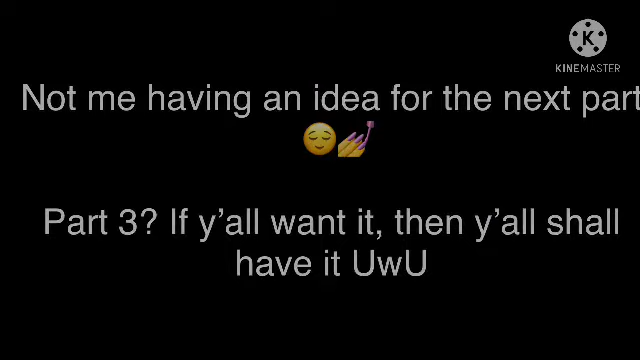 KINEMASTER
Not me having an idea for the next part
😌💅
Part 3? If y’all want it, then y’all shall
have it UwU